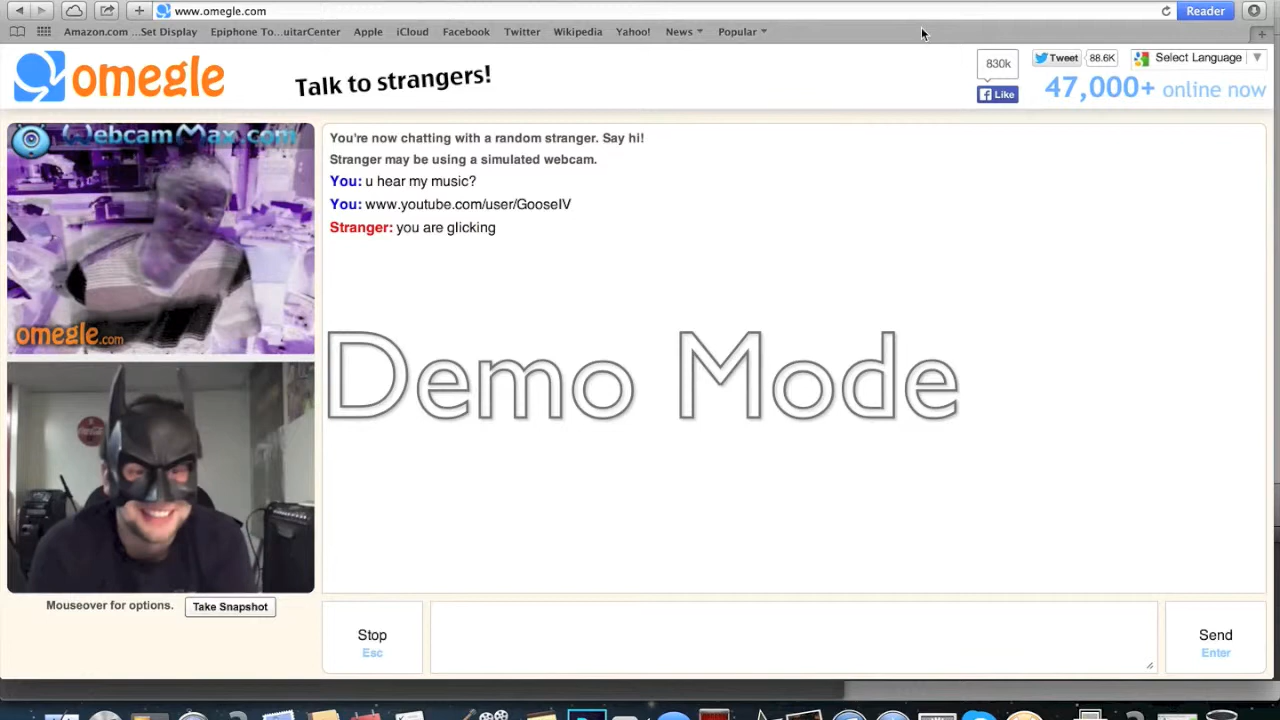 www.omegle.com
Reader
Amazon.com ...Set Display
Epiphone To...uitarCenter
Apple
iCloud
Facebook
Twitter
Wikipedia
Yahoo!
News
Popular
omegle
Talk to strangers!
830k
Like
Tweet
88.6K
Select Language
47,000+ online now
WebcamMax.com
omegle.com
You're now chatting with a random stranger. Say hi!
Stranger may be using a simulated webcam.
You: u hear my music?
You: www.youtube.com/user/GooseIV
Stranger: you are glicking
Demo Mode
Mouseover for options.
Take Snapshot
Stop
Esc
Send
Enter